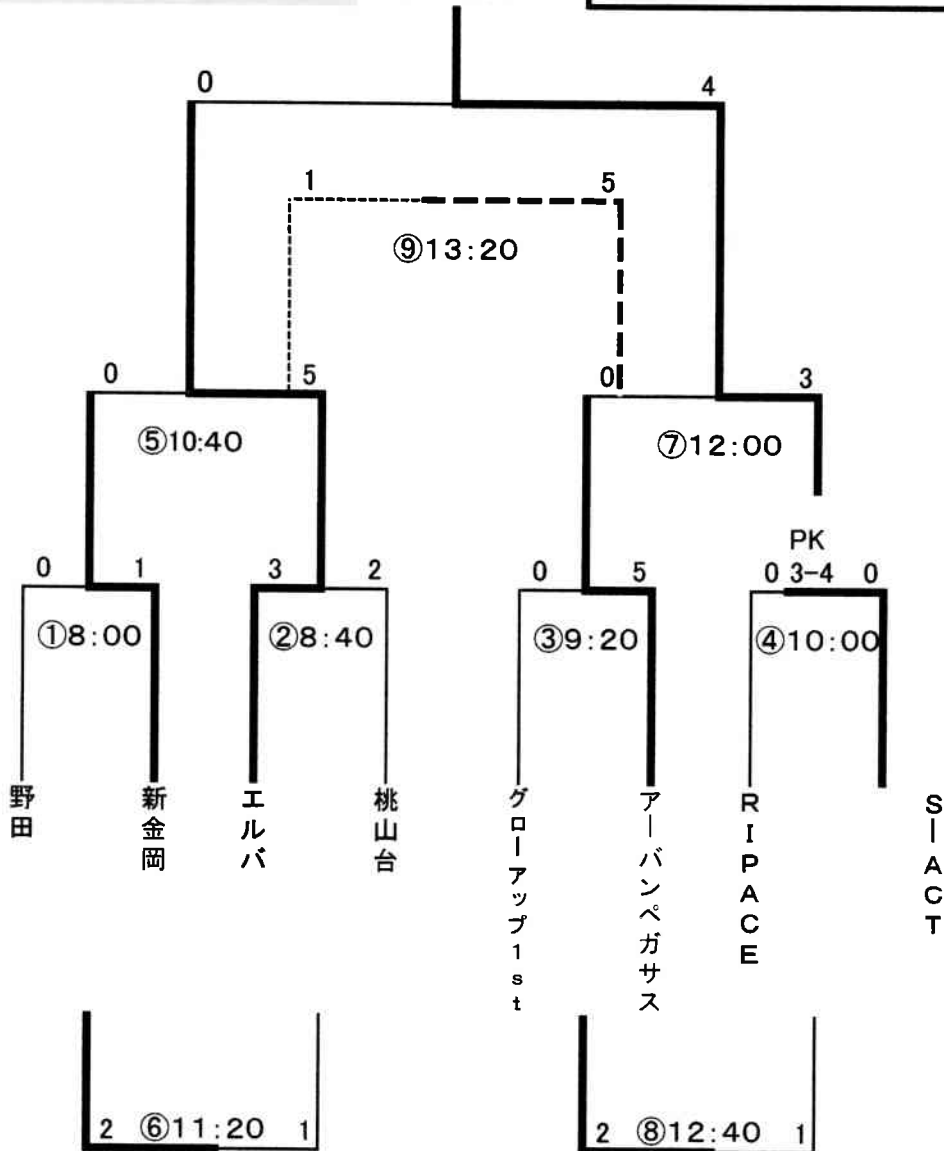 0 4
1 5
⑨13:20
0 5 0 3
⑤10:40 ⑦12:00
PK
0 1 3 2 0 5 0 3-4 0
①8:00 ②8:40 ③9:20 ④10:00
野田
新金岡
エルバ
桃山台
グローアップ1st
アーバンペガサス
RIPACE
S-ACT
2 ⑥11:20 1 2 ⑧12:40 1